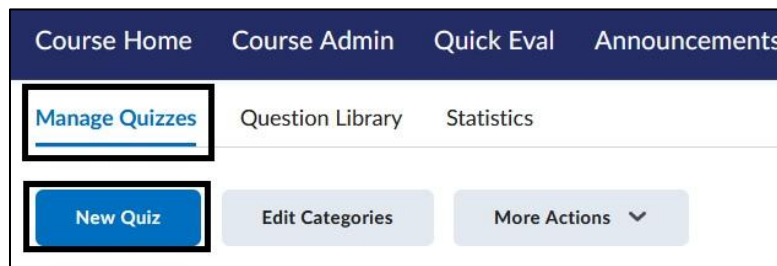 Course Home Course Admin Quick Eval Announcements
Manage Quizzes Question Library Statistics
New Quiz Edit Categories More Actions